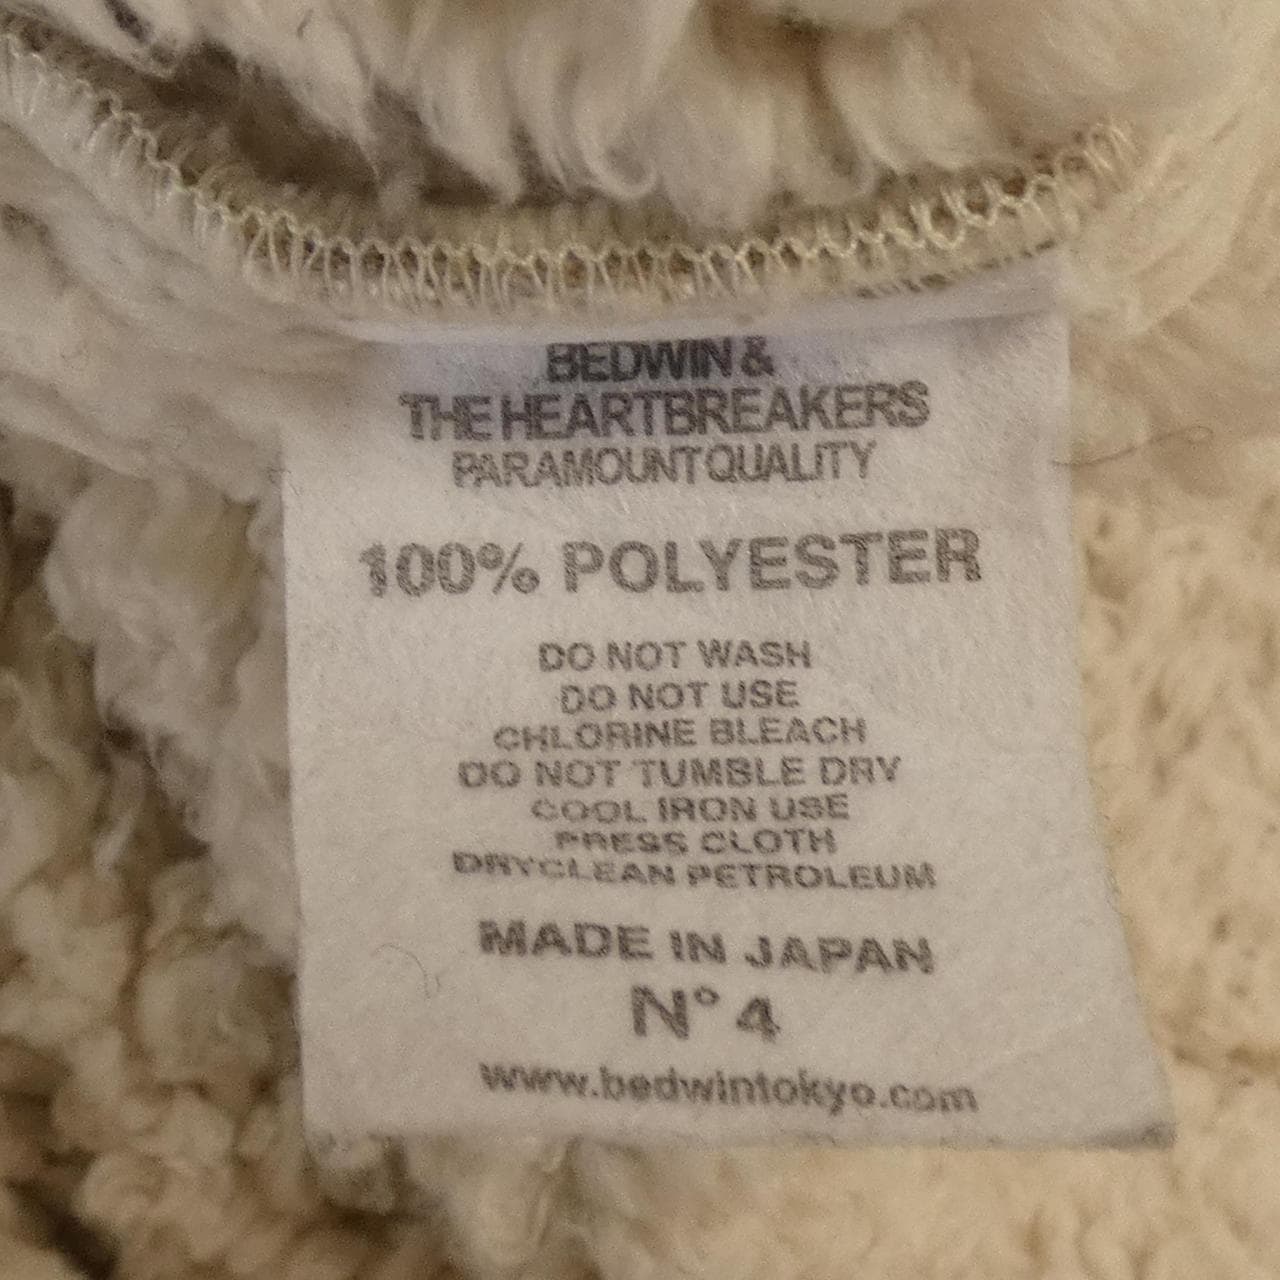 BEDWIN &
THE HEARTBREAKERS
PARAMOUNT QUALITY
100% POLYESTER
DO NOT WASH
DO NOT USE
CHLORINE BLEACH
DO NOT TUMBLE DRY
COOL IRON USE
PRESS CLOTH
DRYCLEAN PETROLEUM
MADE IN JAPAN
N° 4
www.bedwintokyo.com